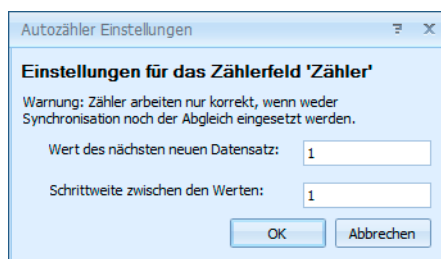 Autozähler Einstellungen
Einstellungen für das Zählerfeld 'Zähler'
Warnung: Zähler arbeiten nur korrekt, wenn weder
Synchronisation noch der Abgleich eingesetzt werden.
Wert des nächsten neuen Datensatz: 1
Schrittweite zwischen den Werten: 1
OK Abbrechen